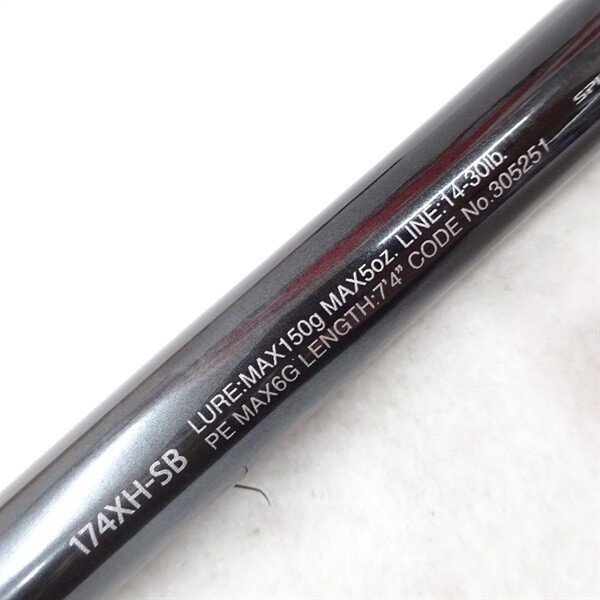 174XH-SB
LURE:MAX150g MAX5oz. LINE:14-30lb.
PE MAX6G LENGTH:7'4" CODE No.305251